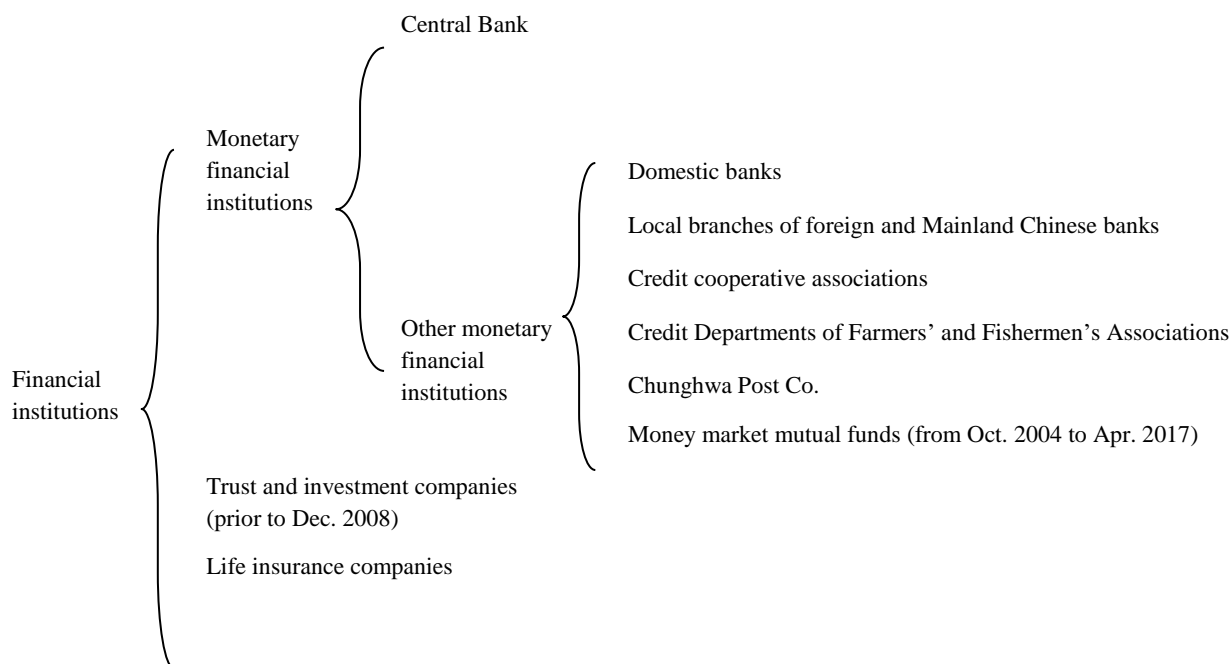 Central Bank
Monetary
financial
institutions
Domestic banks
Local branches of foreign and Mainland Chinese banks
Credit cooperative associations
Other monetary
financial
institutions
Credit Departments of Farmers’ and Fishermen’s Associations
Financial
institutions
Chunghwa Post Co.
Money market mutual funds (from Oct. 2004 to Apr. 2017)
Trust and investment companies
(prior to Dec. 2008)
Life insurance companies